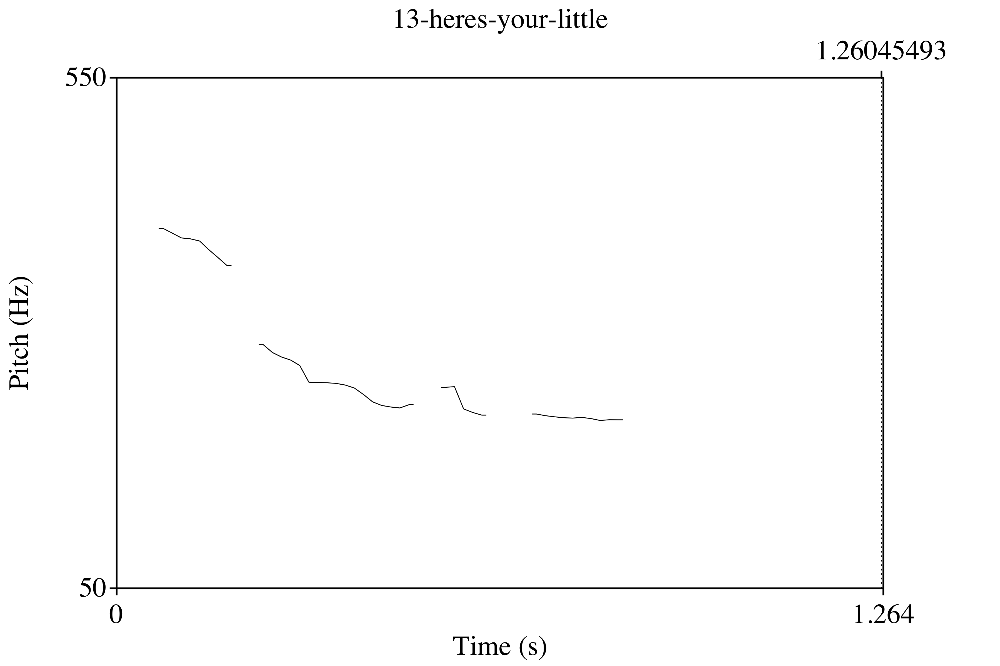 13-heres-your-little
1.26045493
550
Pitch (Hz)
50
0
1.264
Time (s)